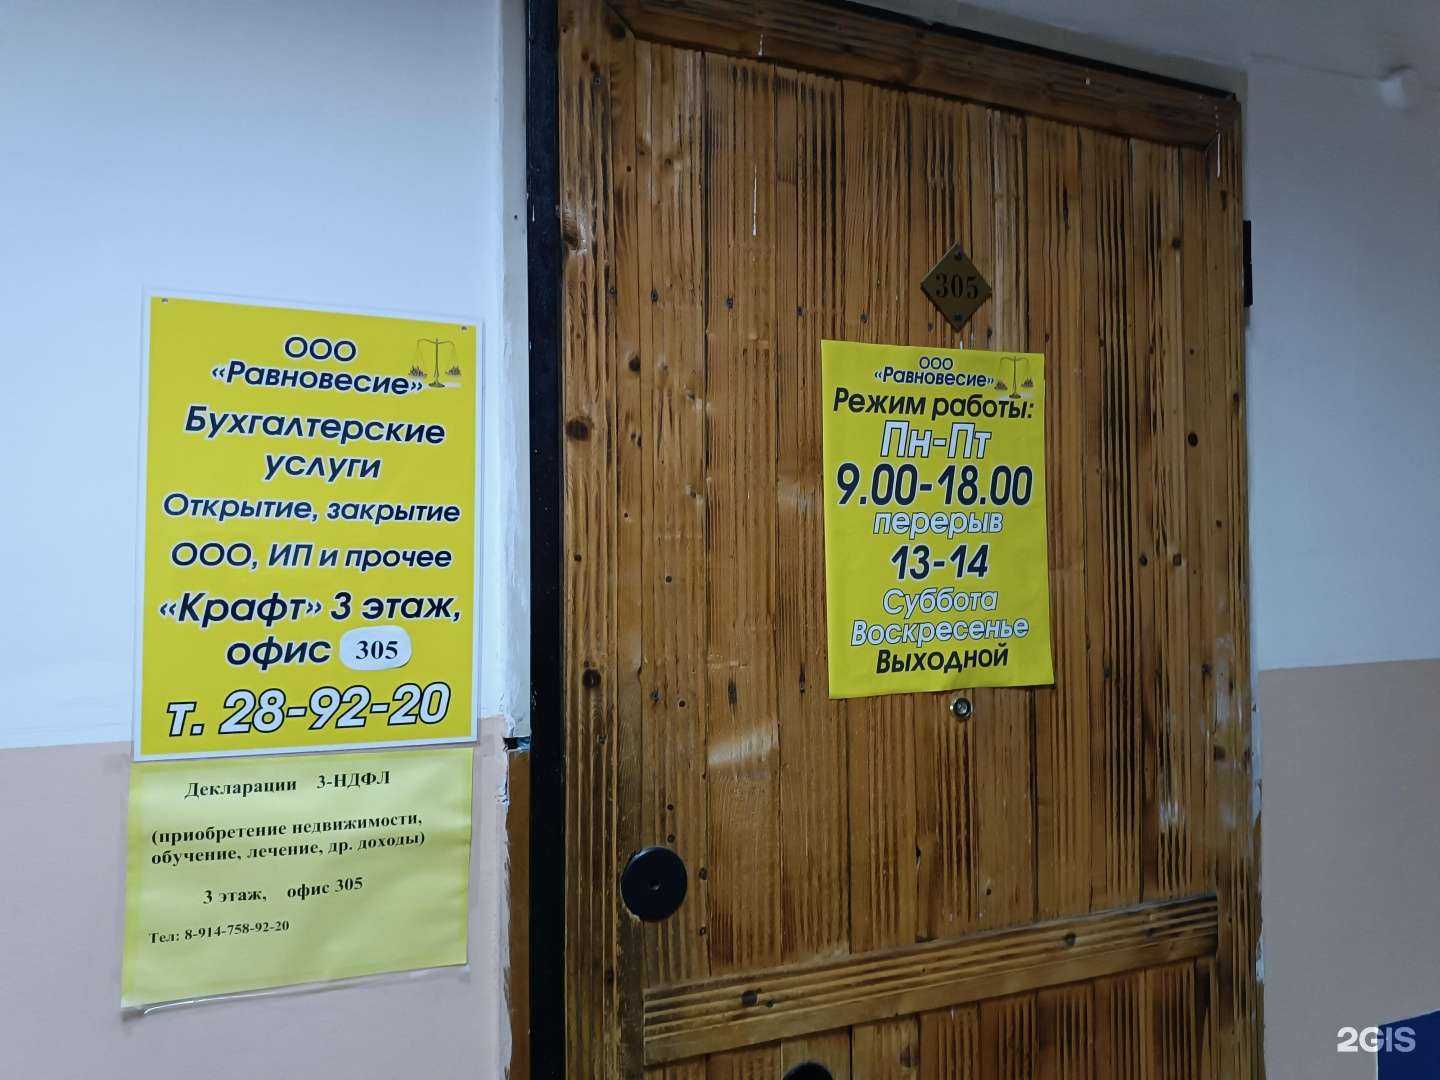 ООО
«Равновесие»
Бухгалтерские
услуги
Открытие, закрытие
ООО, ИП и прочее
«Крафт» 3 этаж,
офис 305
т. 28-92-20
Декларации 3-НДФЛ
(приобретение недвижимости,
обучение, лечение, др. доходы)
3 этаж, офис 305
Тел: 8-914-758-92-20
305
ООО
«Равновесие»
Режим работы:
Пн-Пт
9.00-18.00
перерыв
13-14
Суббота
Воскресенье
Выходной
2GIS